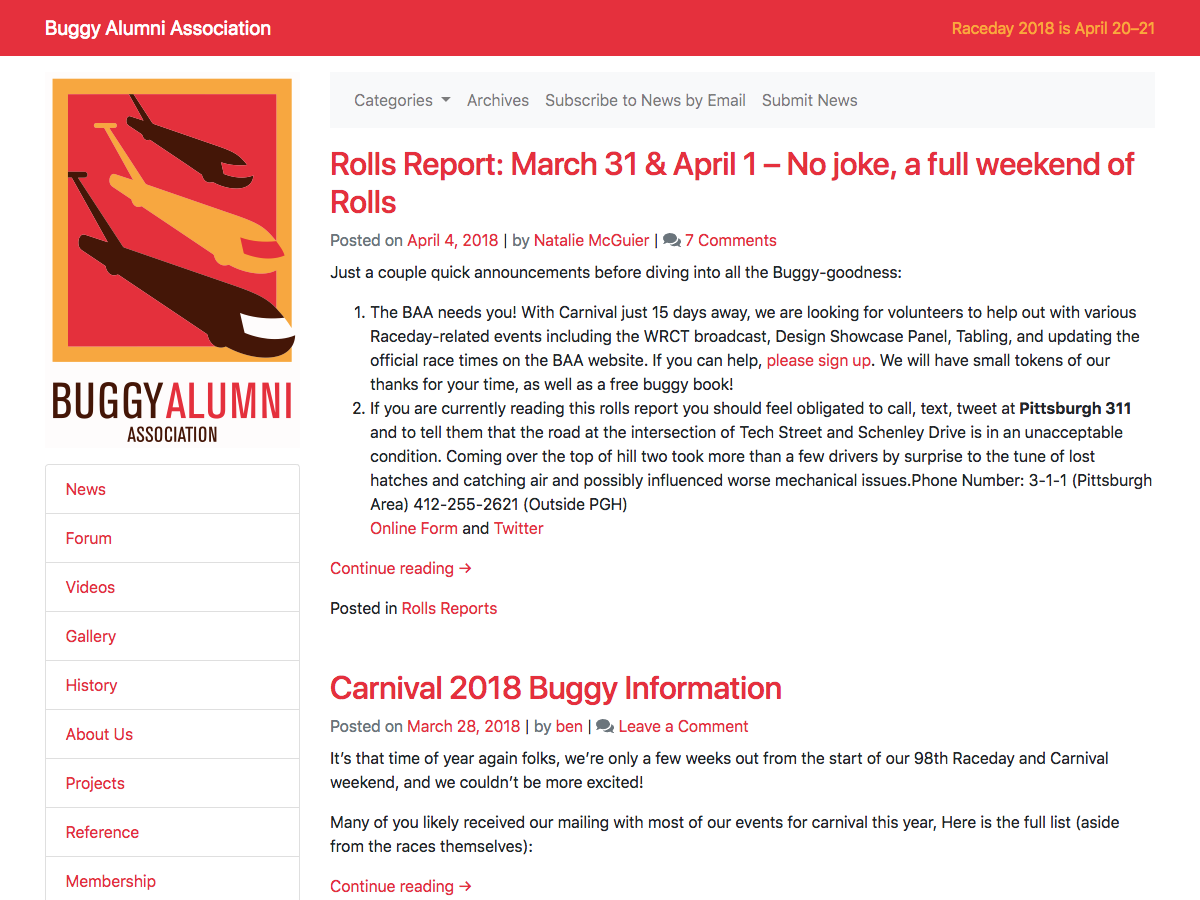 Buggy Alumni Association
Raceday 2018 is April 20–21
BUGGYALUMNI
ASSOCIATION
News
Forum
Videos
Gallery
History
About Us
Projects
Reference
Membership
Categories
Archives
Subscribe to News by Email
Submit News
Rolls Report: March 31 & April 1 – No joke, a full weekend of
Rolls
Posted on April 4, 2018 | by Natalie McGuier | 7 Comments
Just a couple quick announcements before diving into all the Buggy-goodness:
1. The BAA needs you! With Carnival just 15 days away, we are looking for volunteers to help out with various
Raceday-related events including the WRCT broadcast, Design Showcase Panel, Tabling, and updating the
official race times on the BAA website. If you can help, please sign up. We will have small tokens of our
thanks for your time, as well as a free buggy book!
2. If you are currently reading this rolls report you should feel obligated to call, text, tweet at Pittsburgh 311
and to tell them that the road at the intersection of Tech Street and Schenley Drive is in an unacceptable
condition. Coming over the top of hill two took more than a few drivers by surprise to the tune of lost
hatches and catching air and possibly influenced worse mechanical issues.Phone Number: 3-1-1 (Pittsburgh
Area) 412-255-2621 (Outside PGH)
Online Form and Twitter
Continue reading →
Posted in Rolls Reports
Carnival 2018 Buggy Information
Posted on March 28, 2018 | by ben | Leave a Comment
It’s that time of year again folks, we’re only a few weeks out from the start of our 98th Raceday and Carnival
weekend, and we couldn’t be more excited!
Many of you likely received our mailing with most of our events for carnival this year, Here is the full list (aside
from the races themselves):
Continue reading →